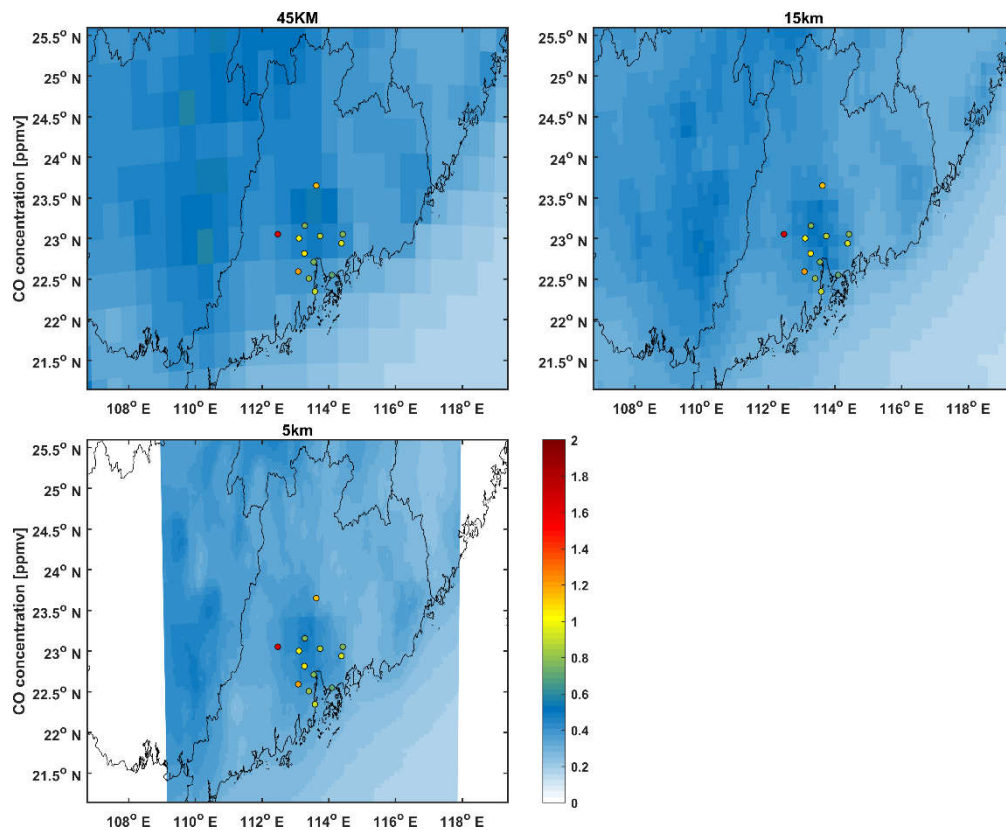 45KM
15km
25.5° N
25° N
24.5° N
24° N
23.5° N
23° N
22.5° N
22° N
21.5° N
CO concentration [ppmv]
108° E 110° E 112° E 114° E 116° E 118° E
25.5° N
25° N
24.5° N
24° N
23.5° N
23° N
22.5° N
22° N
21.5° N
108° E 110° E 112° E 114° E 116° E 118° E
5km
25.5° N
25° N
24.5° N
24° N
23.5° N
23° N
22.5° N
22° N
21.5° N
CO concentration [ppmv]
108° E 110° E 112° E 114° E 116° E 118° E
2
1.8
1.6
1.4
1.2
1
0.8
0.6
0.4
0.2
0